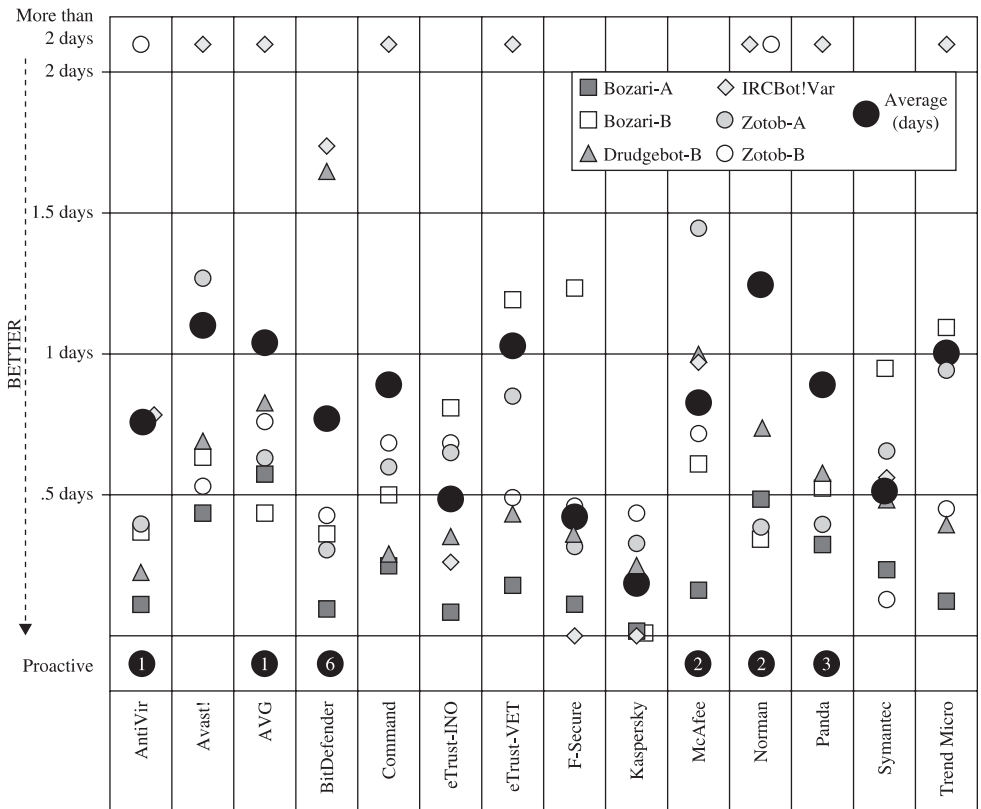 More than
2 days
2 days
1.5 days
1 days
.5 days
Proactive
BETTER
Bozari-A
Bozari-B
Drudgebot-B
IRCBot!Var
Zotob-A
Zotob-B
Average
(days)
1
1
6
2
2
3
AntiVir
Avast!
AVG
BitDefender
Command
eTrust-INO
eTrust-VET
F-Secure
Kaspersky
McAfee
Norman
Panda
Symantec
Trend Micro